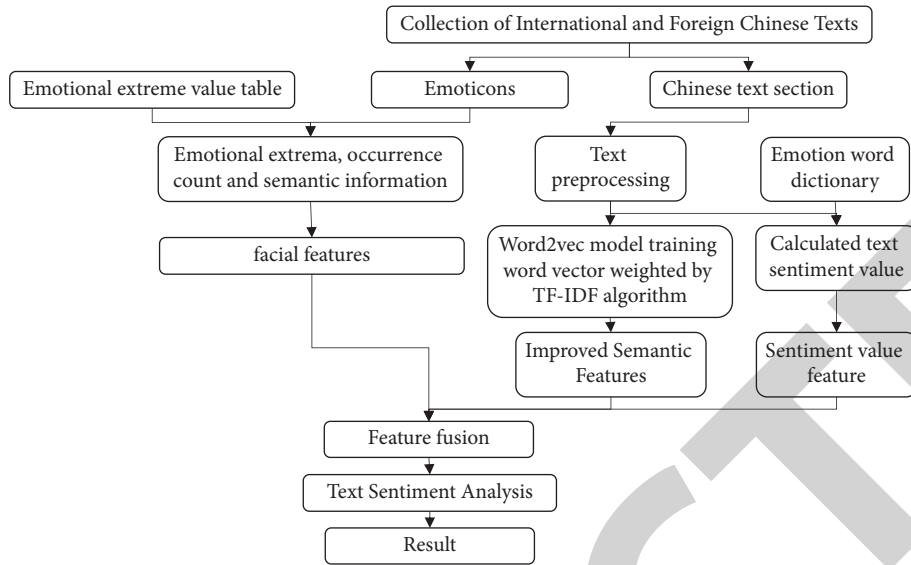 Collection of International and Foreign Chinese Texts
Emotional extreme value table
Emoticons
Chinese text section
Emotional extrema, occurrence
count and semantic information
Text
preprocessing
Emotion word
dictionary
facial features
Word2vec model training
word vector weighted by
TF-IDF algorithm
Calculated text
sentiment value
Improved Semantic
Features
Sentiment value
feature
Feature fusion
Text Sentiment Analysis
Result